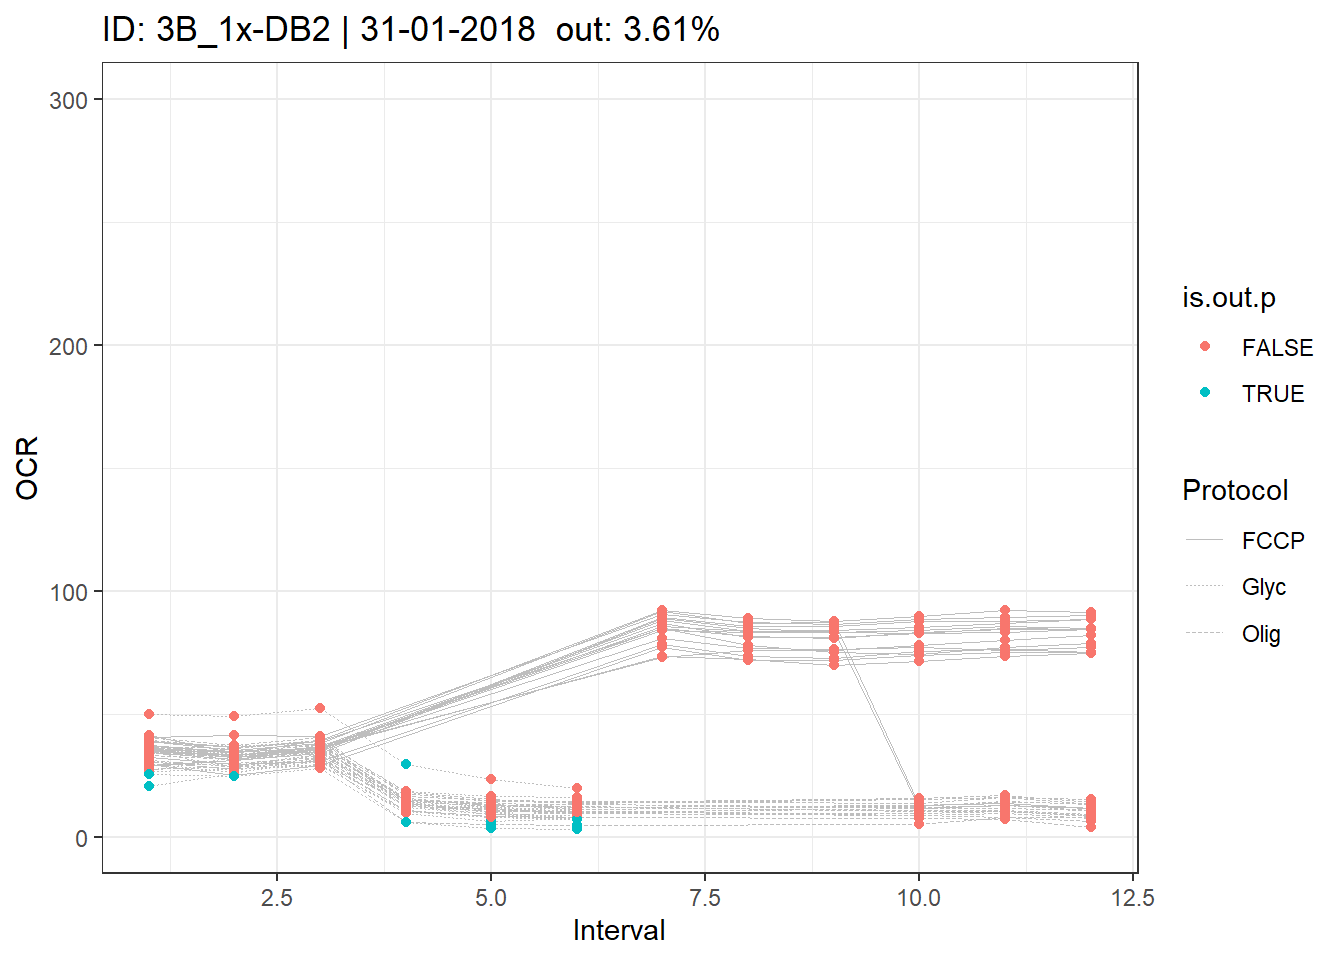 ID: 3B_1x-DB2 | 31-01-2018  out: 3.61%
300
200
100
0
OCR
2.5
5.0
7.5
10.0
12.5
Interval
is.out.p
FALSE
TRUE
Protocol
FCCP
Glyc
Olig